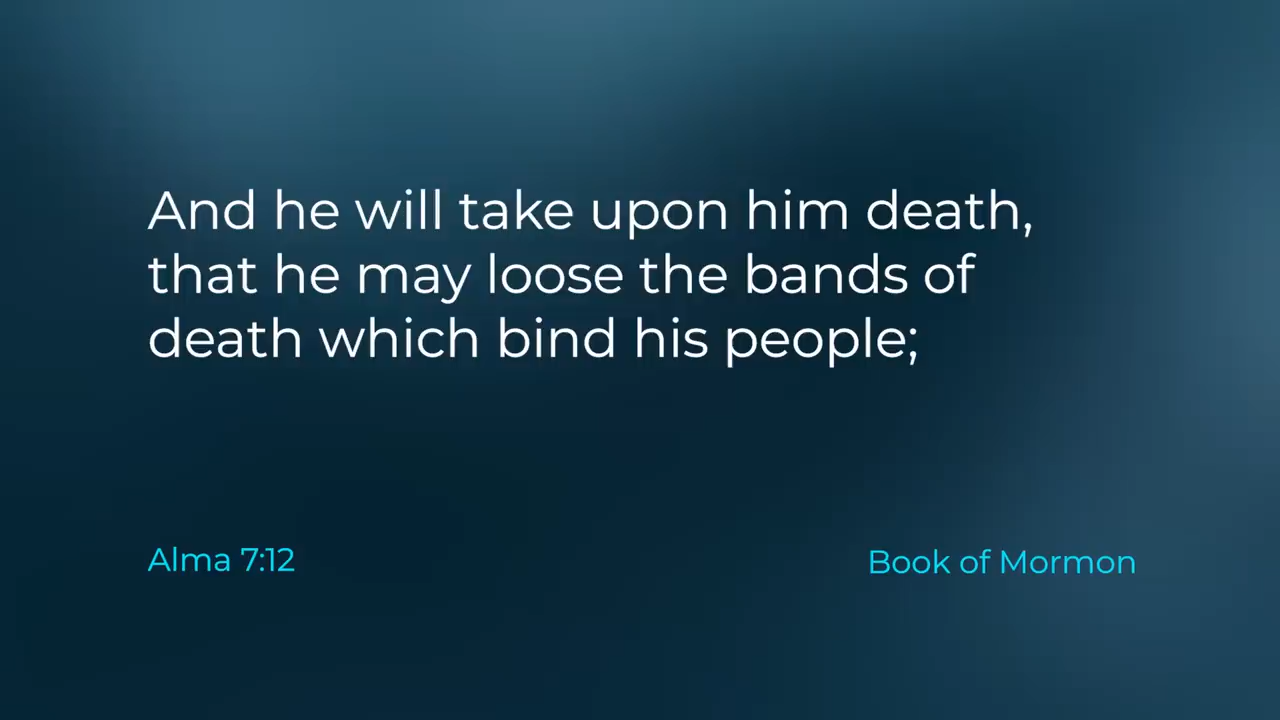 And he will take upon him death,
that he may loose the bands of
death which bind his people;
Alma 7:12
Book of Mormon